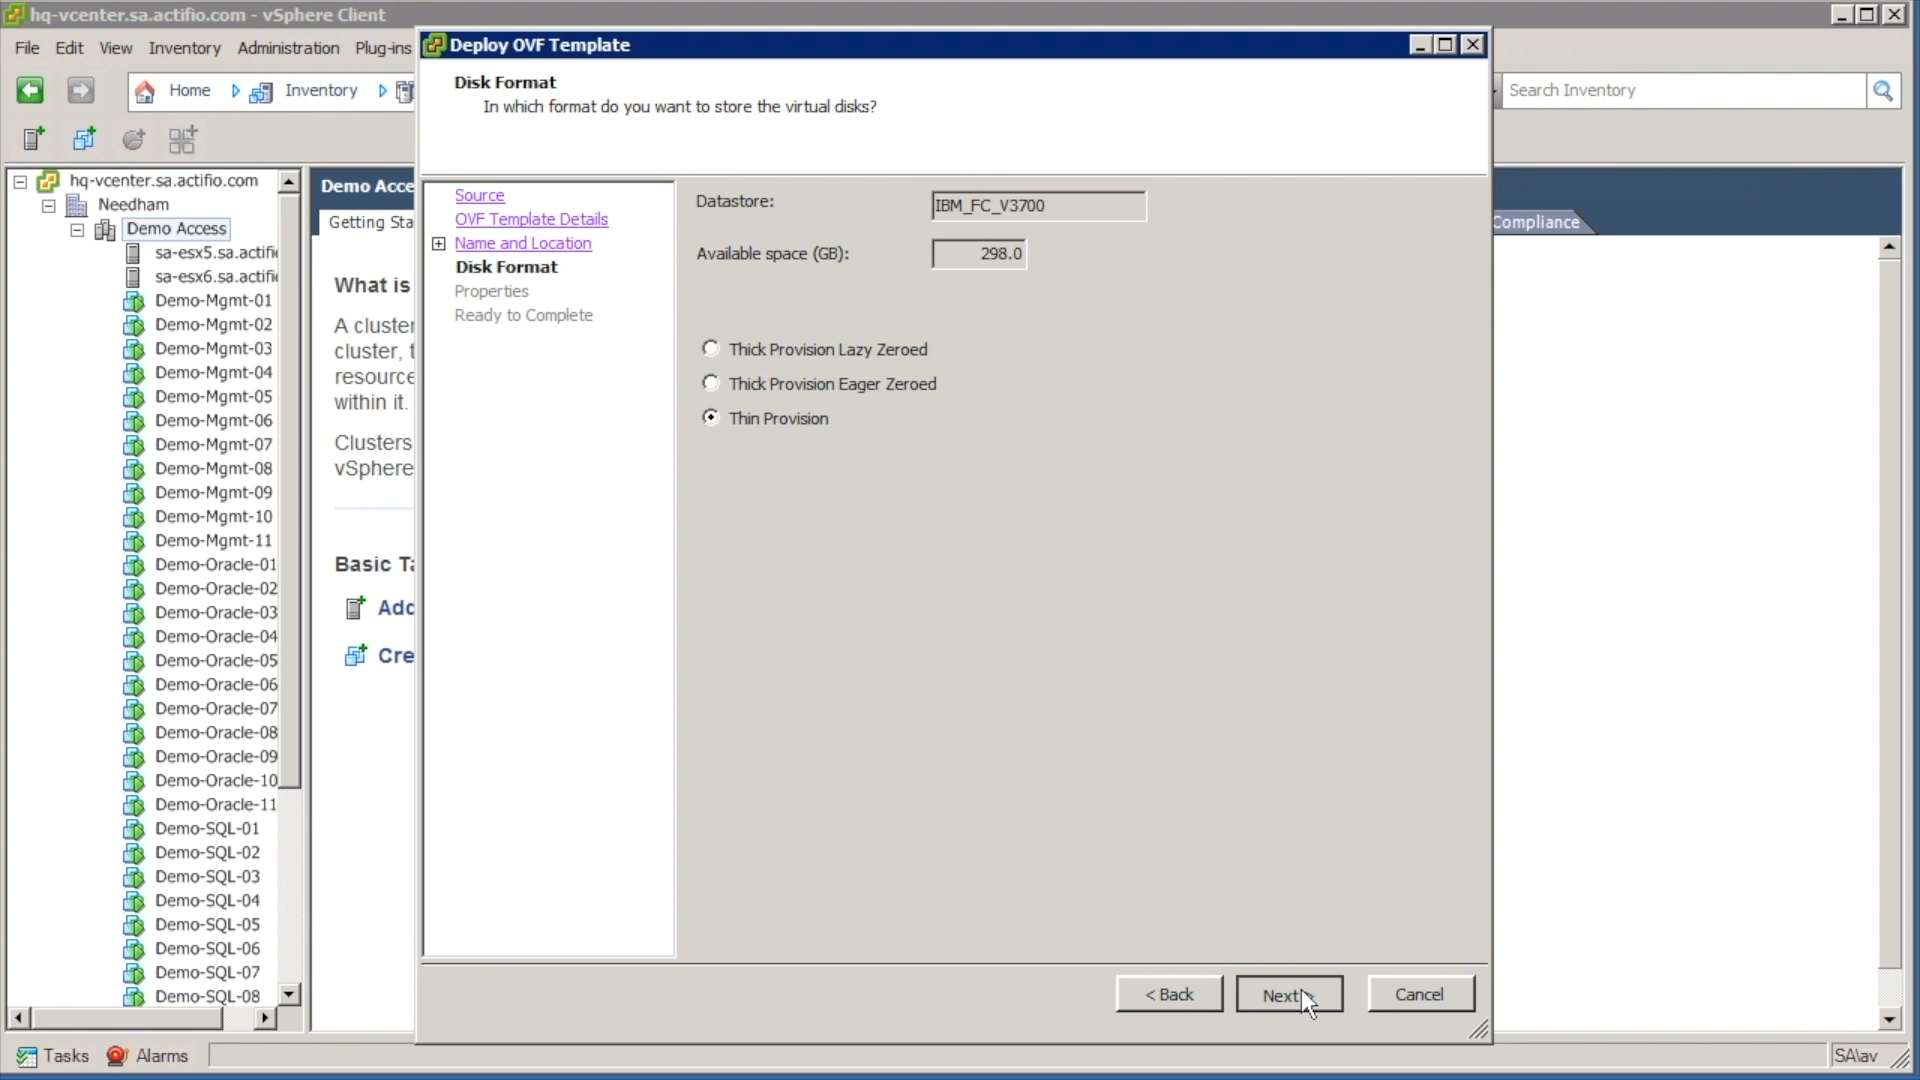 hq-vcenter.sa.actifio.com - vSphere Client
File Edit View Inventory Administration Plug-ins
Home Inventory
Search Inventory
hq-vcenter.sa.actifio.com
Needham
Demo Access
sa-esx5.sa.actifi
sa-esx6.sa.actifi
Demo-Mgmt-01
Demo-Mgmt-02
Demo-Mgmt-03
Demo-Mgmt-04
Demo-Mgmt-05
Demo-Mgmt-06
Demo-Mgmt-07
Demo-Mgmt-08
Demo-Mgmt-09
Demo-Mgmt-10
Demo-Mgmt-11
Demo-Oracle-01
Demo-Oracle-02
Demo-Oracle-03
Demo-Oracle-04
Demo-Oracle-05
Demo-Oracle-06
Demo-Oracle-07
Demo-Oracle-08
Demo-Oracle-09
Demo-Oracle-10
Demo-Oracle-11
Demo-SQL-01
Demo-SQL-02
Demo-SQL-03
Demo-SQL-04
Demo-SQL-05
Demo-SQL-06
Demo-SQL-07
Demo-SQL-08
Demo Acce
Getting Sta
Compliance
What is
A cluster
cluster, t
resource
within it.
Clusters
vSphere
Basic Ta
Add
Cre
Deploy OVF Template
Disk Format
In which format do you want to store the virtual disks?
Source
OVF Template Details
Name and Location
Disk Format
Properties
Ready to Complete
Datastore: IBM_FC_V3700
Available space (GB): 298.0
Thick Provision Lazy Zeroed
Thick Provision Eager Zeroed
Thin Provision
< Back Next Cancel
Tasks Alarms
SA\av